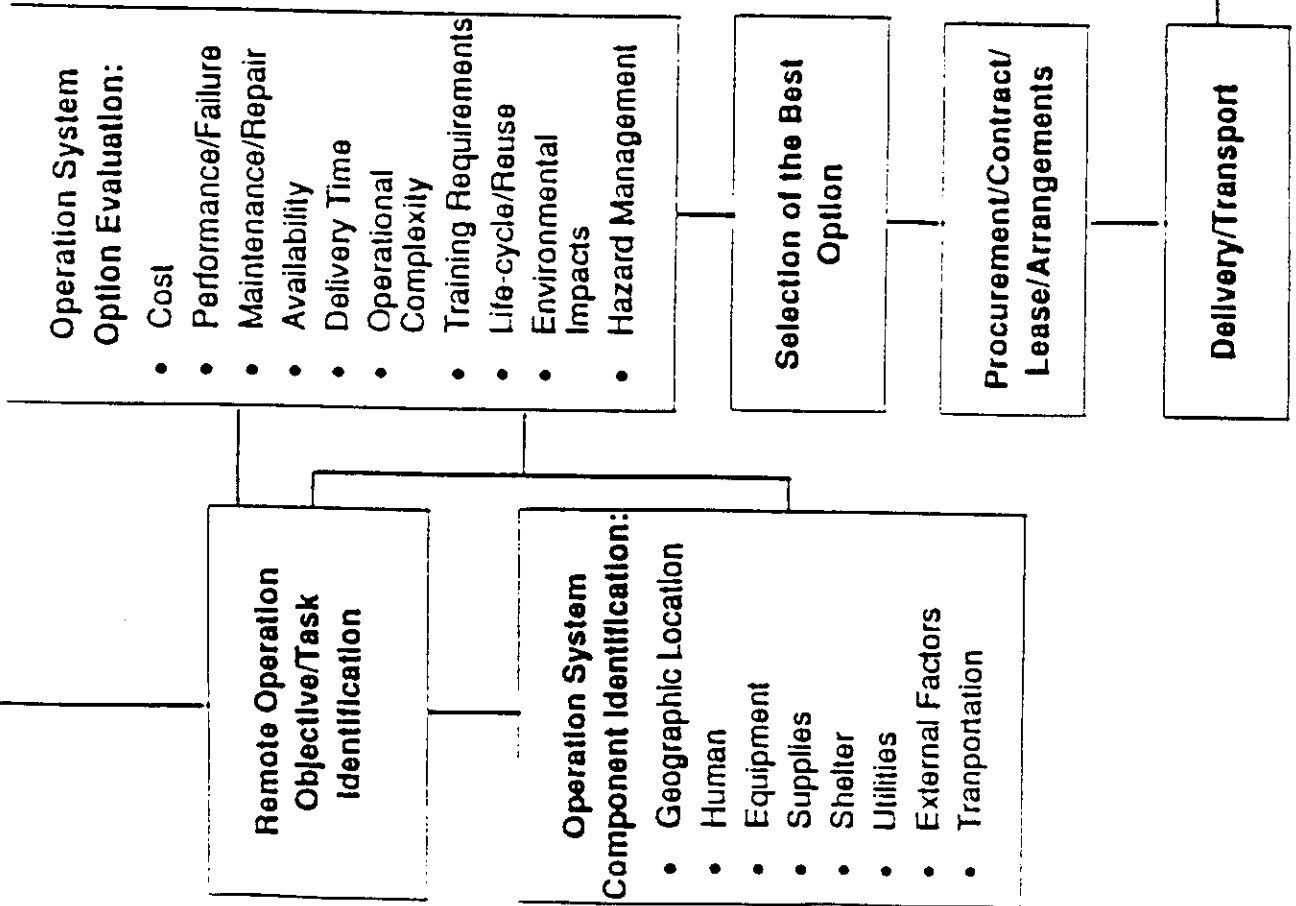 Remote Operation
Objective/Task
Identification
Operation System
Component Identification:
• Geographic Location
• Human
• Equipment
• Supplies
• Shelter
• Utilities
• External Factors
• Tranportation
Operation System
Option Evaluation:
• Cost
• Performance/Failure
• Maintenance/Repair
• Availability
• Delivery Time
• Operational
Complexity
• Training Requirements
• Life-cycle/Reuse
• Environmental
Impacts
• Hazard Management
Selection of the Best
Option
Procurement/Contract/
Lease/Arrangements
Delivery/Transport